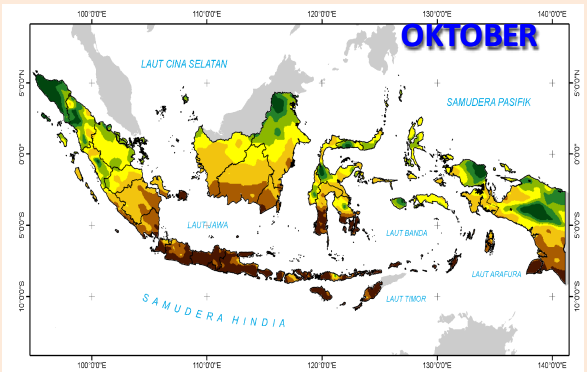 100°0'0"E 110°0'0"E 120°0'0"E 130°0'0"E 140°0'0"E
OKTOBER
LAUT CINA SELATAN
SAMUDERA PASIFIK
5°0'0"N 5°0'0"N
0°0'0" 0°0'0"
LAUT JAWA
LAUT BANDA
5°0'0"S 5°0'0"S
LAUT ARAFURA
LAUT TIMOR
SAMUDERA HINDIA
10°0'0"S 10°0'0"S
100°0'0"E 110°0'0"E 120°0'0"E 130°0'0"E 140°0'0"E